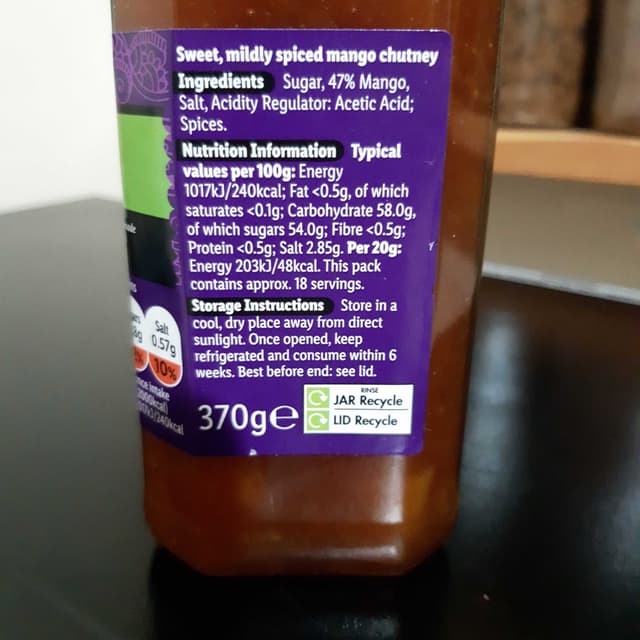 Sweet, mildly spiced mango chutney
Ingredients Sugar, 47% Mango,
Salt, Acidity Regulator: Acetic Acid;
Spices.
Nutrition Information Typical
values per 100g: Energy
1017kJ/240kcal; Fat <0.5g, of which
saturates <0.1g; Carbohydrate 58.0g,
of which sugars 54.0g; Fibre <0.5g;
Protein <0.5g; Salt 2.85g. Per 20g:
Energy 203kJ/48kcal. This pack
contains approx. 18 servings.
Storage Instructions Store in a
cool, dry place away from direct
sunlight. Once opened, keep
refrigerated and consume within 6
weeks. Best before end: see lid.
370g e
RINSE
JAR Recycle
LID Recycle
Salt
0.57g
10%
/240kcal